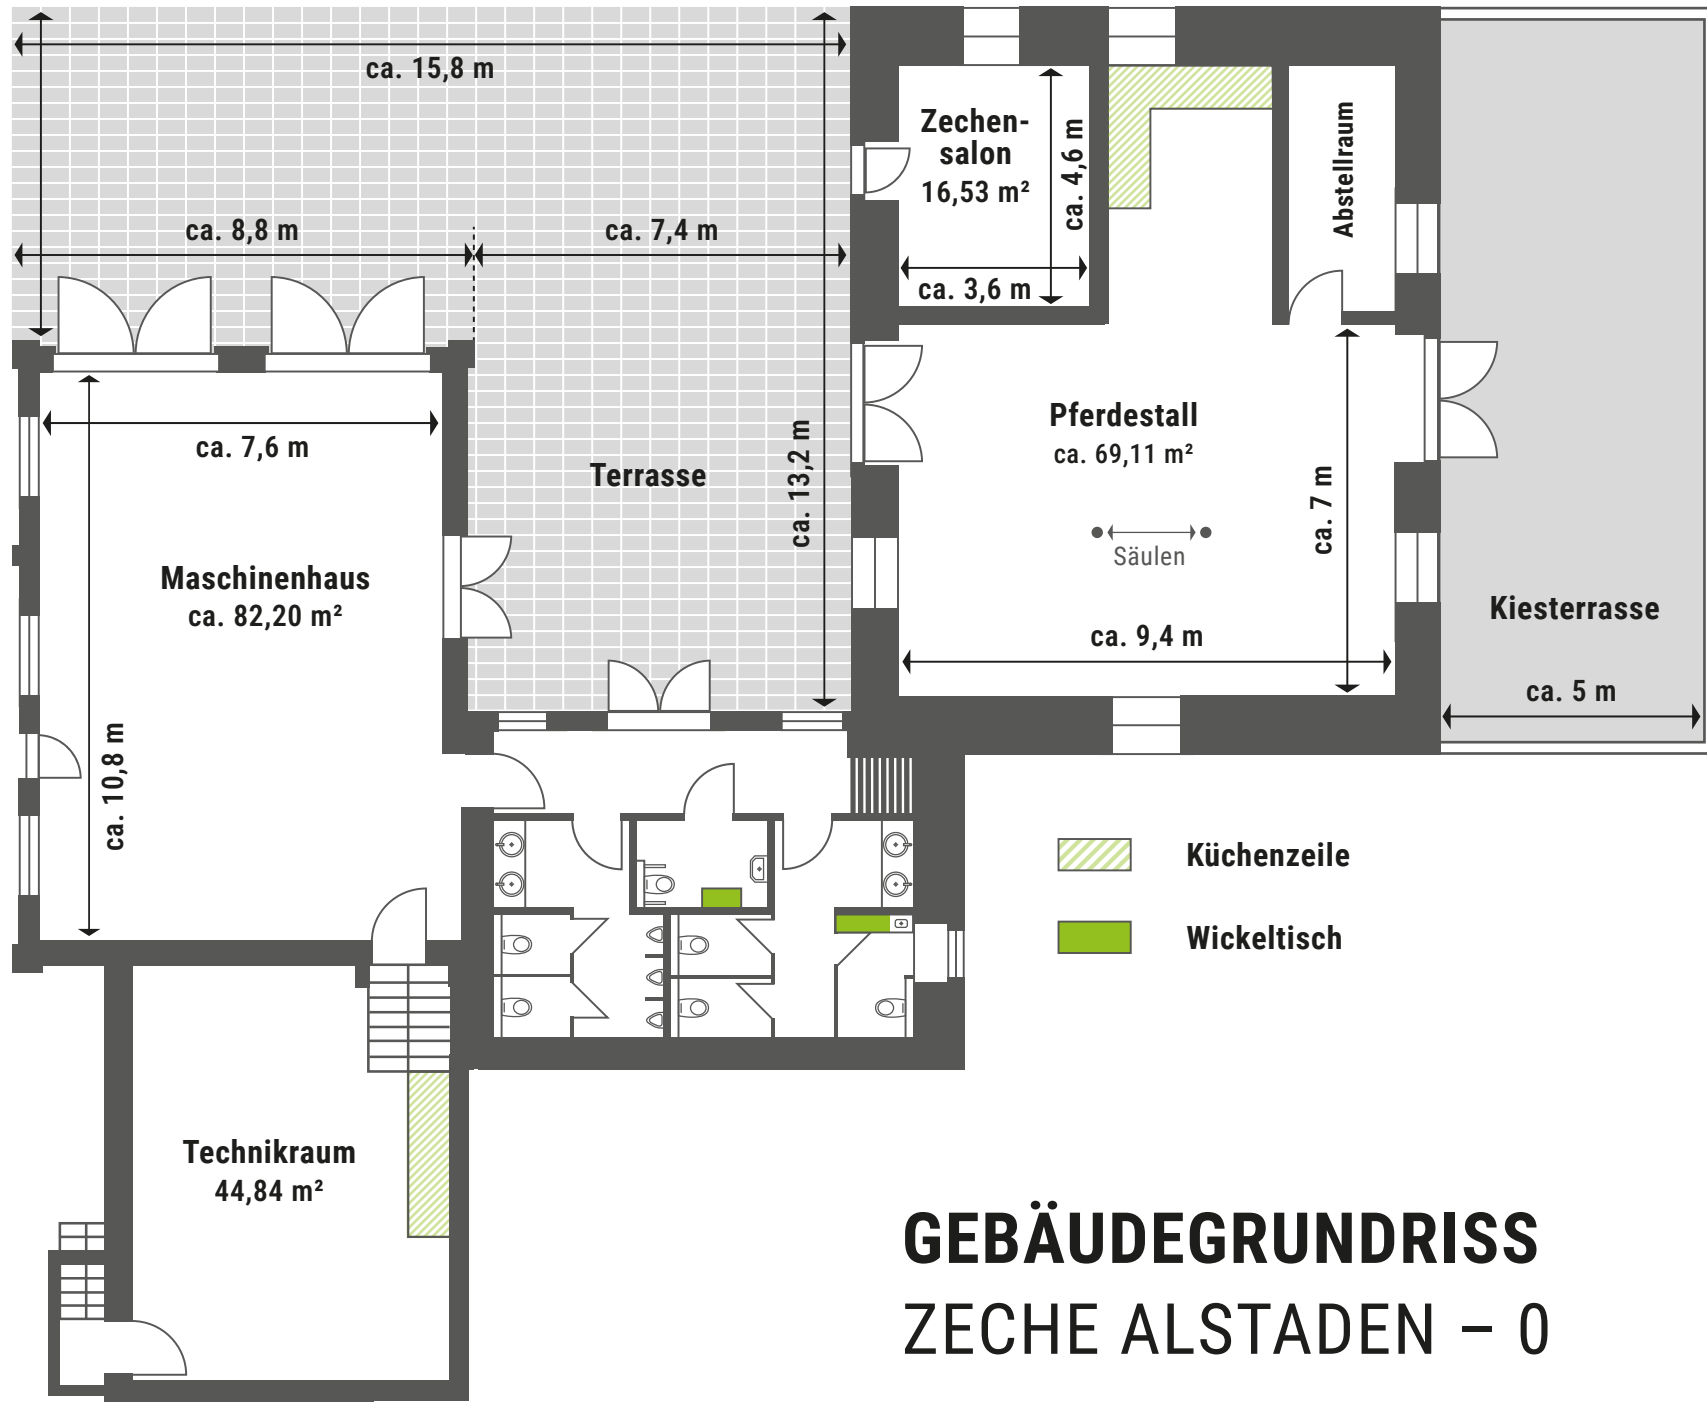 ca. 15,8 m
ca. 8,8 m
ca. 7,4 m
Zechen-
salon
16,53 m²
ca. 4,6 m
ca. 3,6 m
Abstellraum
ca. 7,6 m
Terrasse
ca. 13,2 m
Pferdestall
ca. 69,11 m²
ca. 7 m
Säulen
ca. 9,4 m
Kiesterrasse
ca. 5 m
Maschinenhaus
ca. 82,20 m²
ca. 10,8 m
Küchenzeile
Wickeltisch
Technikraum
44,84 m²
GEBÄUDEGRUNDRISS
ZECHE ALSTADEN – 0